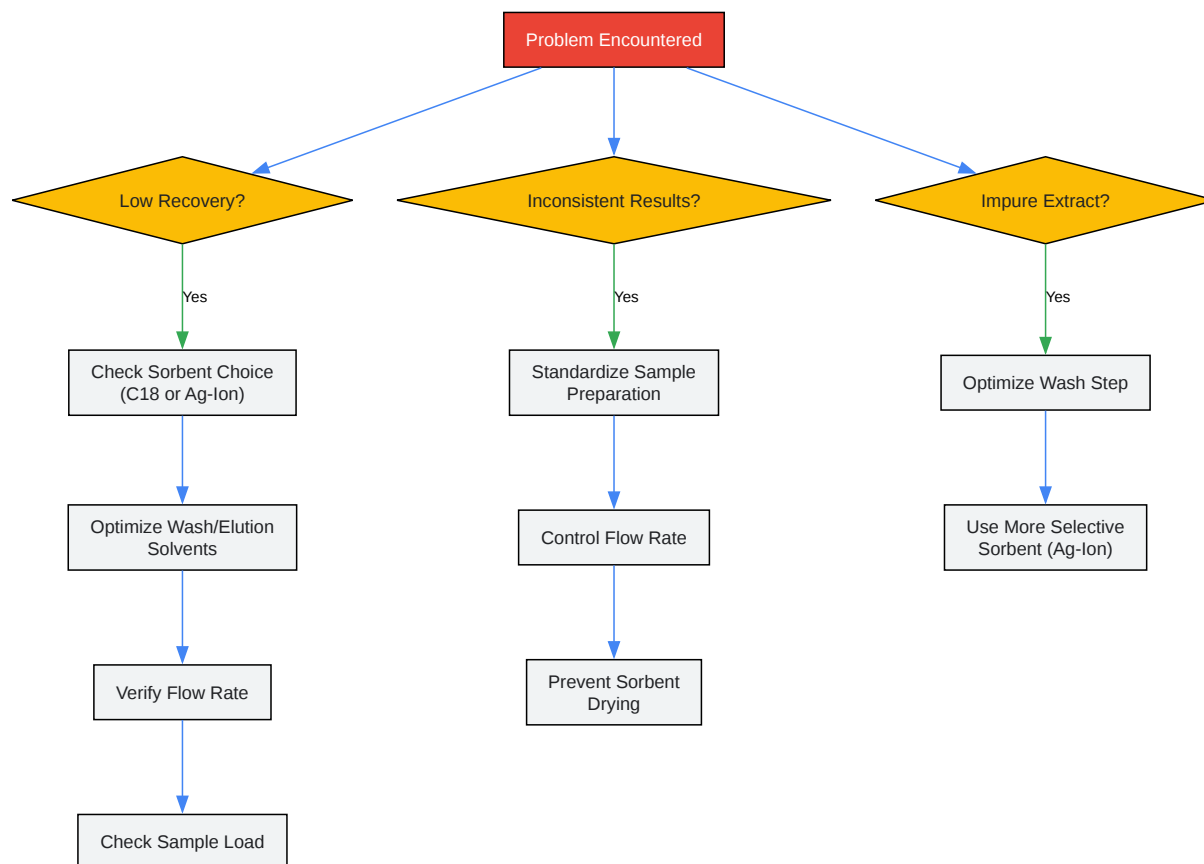 Problem Encountered
Low Recovery?
Inconsistent Results?
Impure Extract?
Yes
Yes
Yes
Check Sorbent Choice
(C18 or Ag-Ion)
Standardize Sample
Preparation
Optimize Wash Step
Optimize Wash/Elution
Solvents
Control Flow Rate
Use More Selective
Sorbent (Ag-Ion)
Verify Flow Rate
Prevent Sorbent
Drying
Check Sample Load